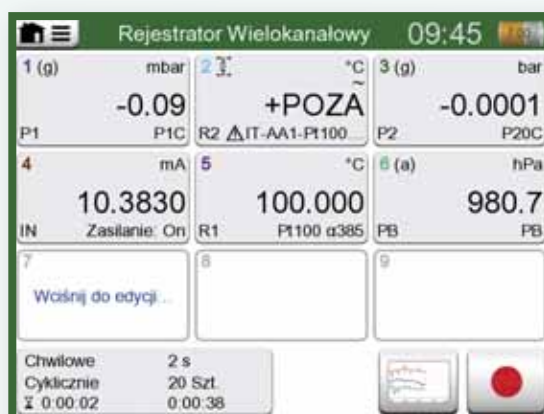 Rejestrator Wielokanałowy 09:45
1 (g) mbar
-0.09
P1 P1C
2 °C
~
+POZA
R2 ⚠IT-AA1-Pt100...
3 (g) bar
-0.0001
P2 P20C
4 mA
10.3830
IN Zasilanie: On
5 °C
100.000
R1 Pt100 α385
6 (a) hPa
980.7
PB PB
7
Wciśnij do edycji...
8
9
Chwilowe 2 s
Cyklicznie 20 Szt.
0:00:02 0:00:38